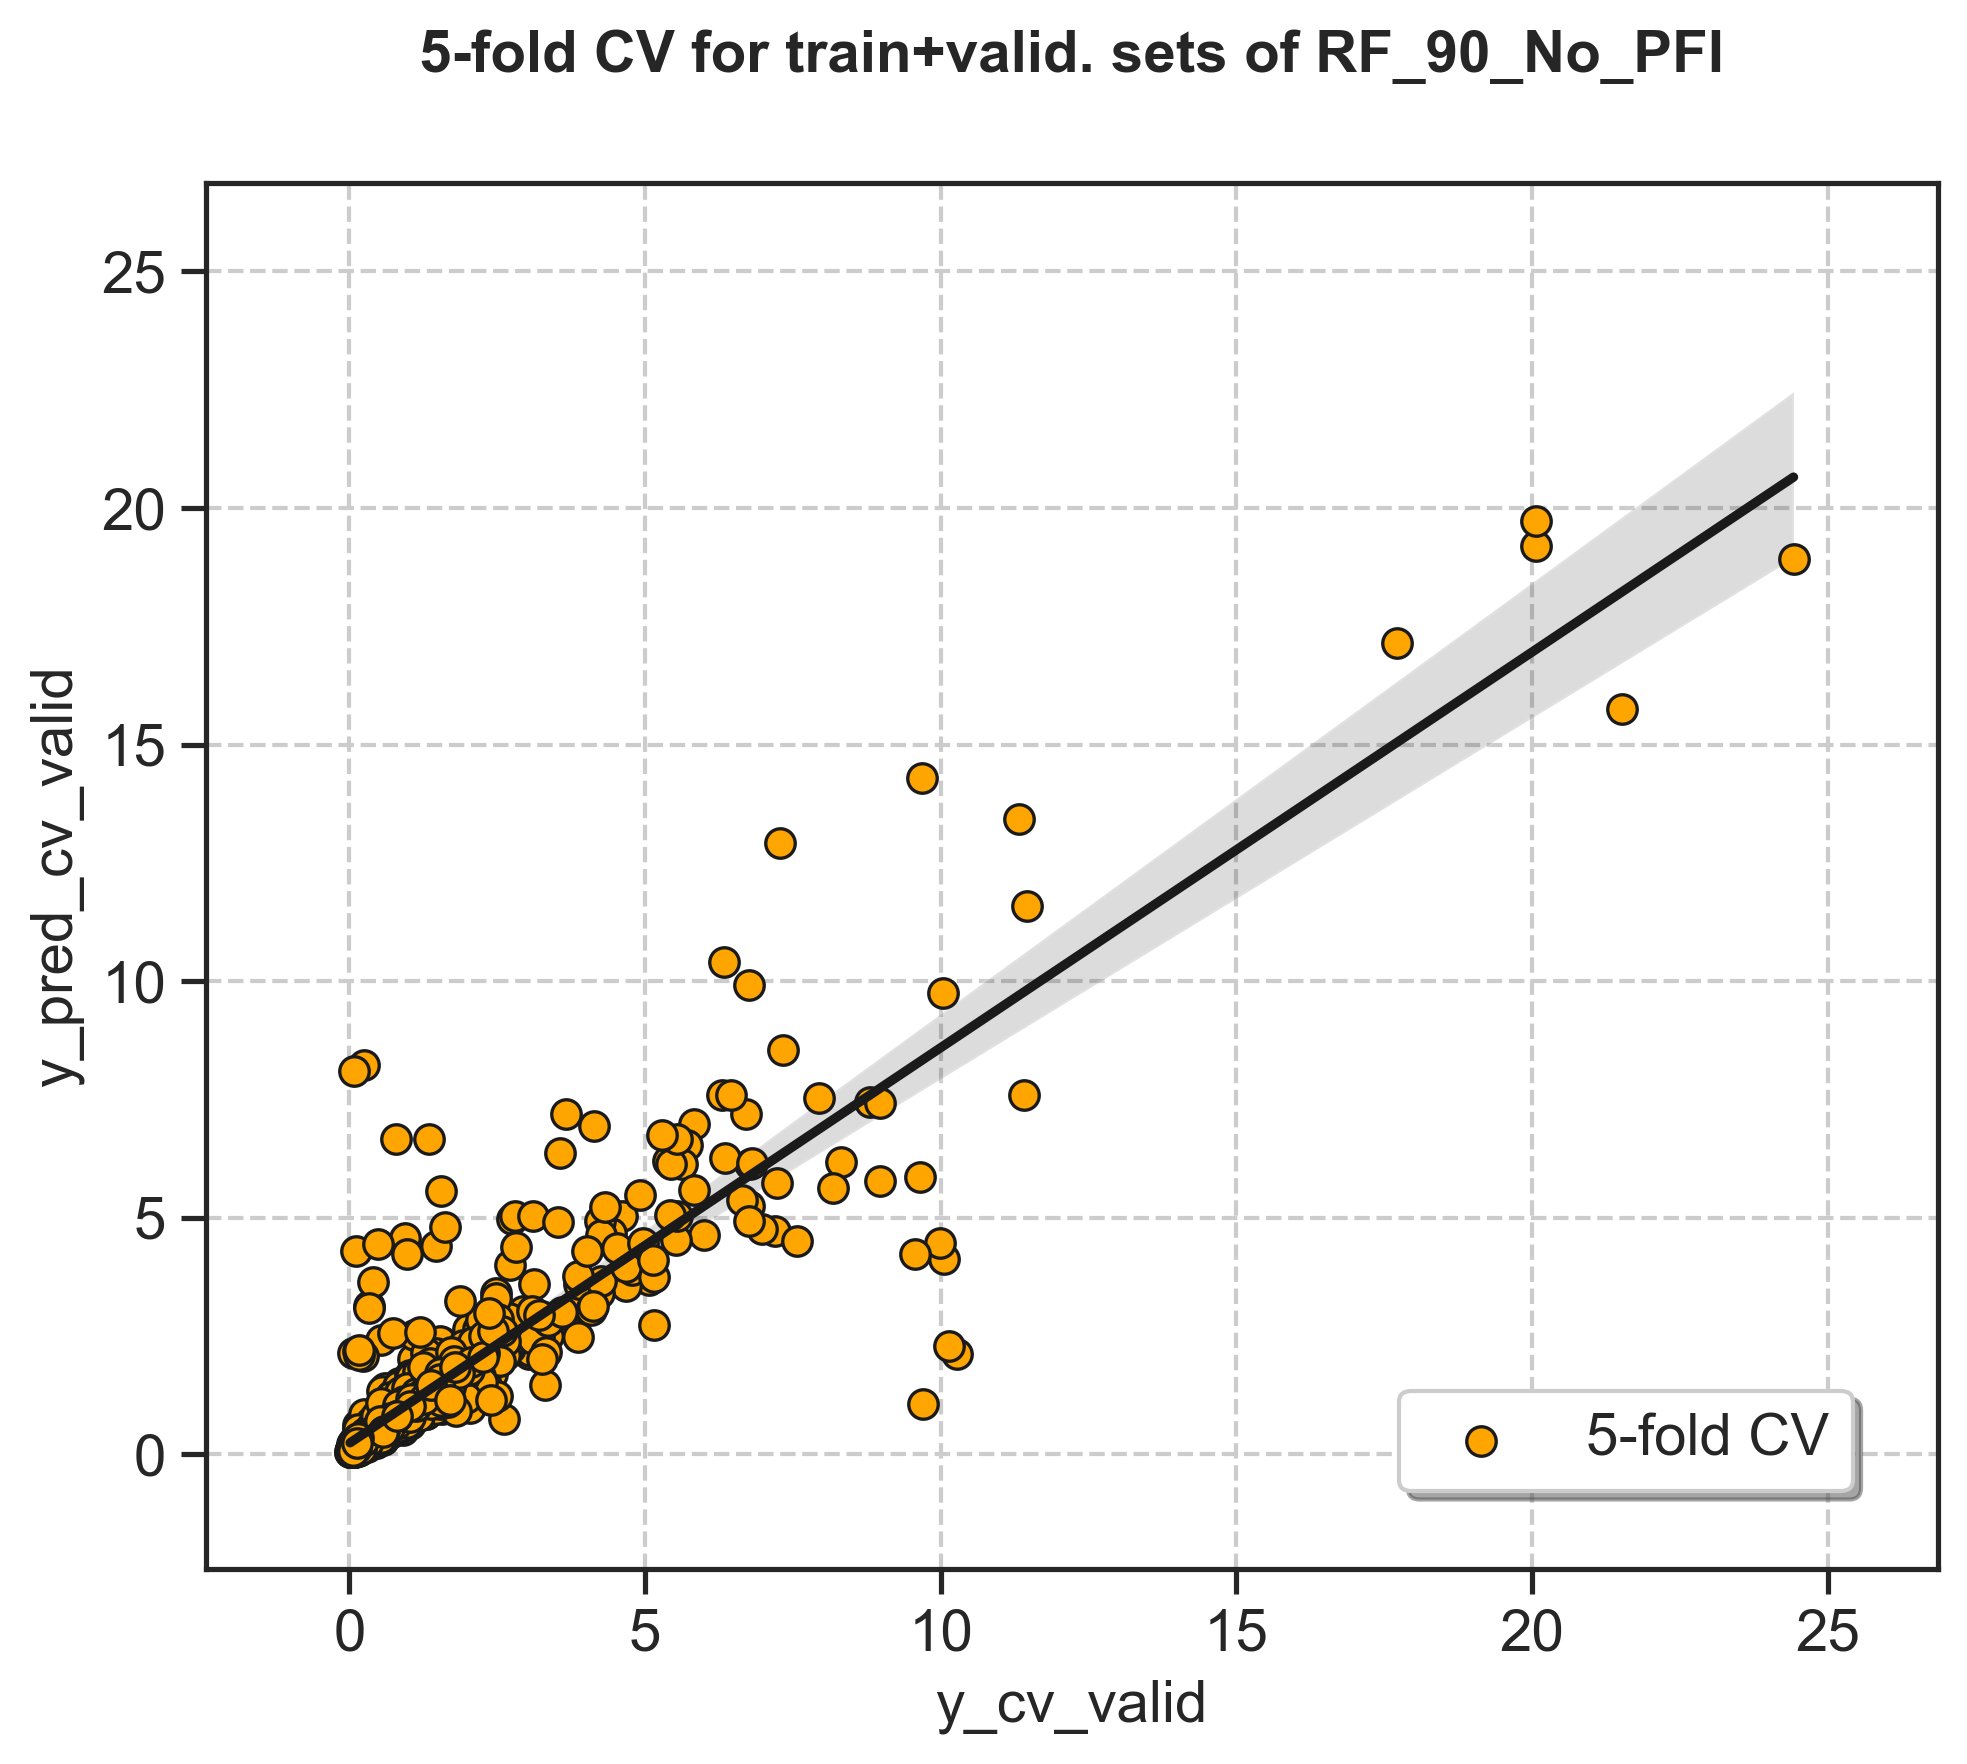 5-fold CV for train+valid. sets of RF_90_No_PFI
25
20
15
10
5
0
y_pred_cv_valid
5-fold CV
0 5 10 15 20 25
y_cv_valid